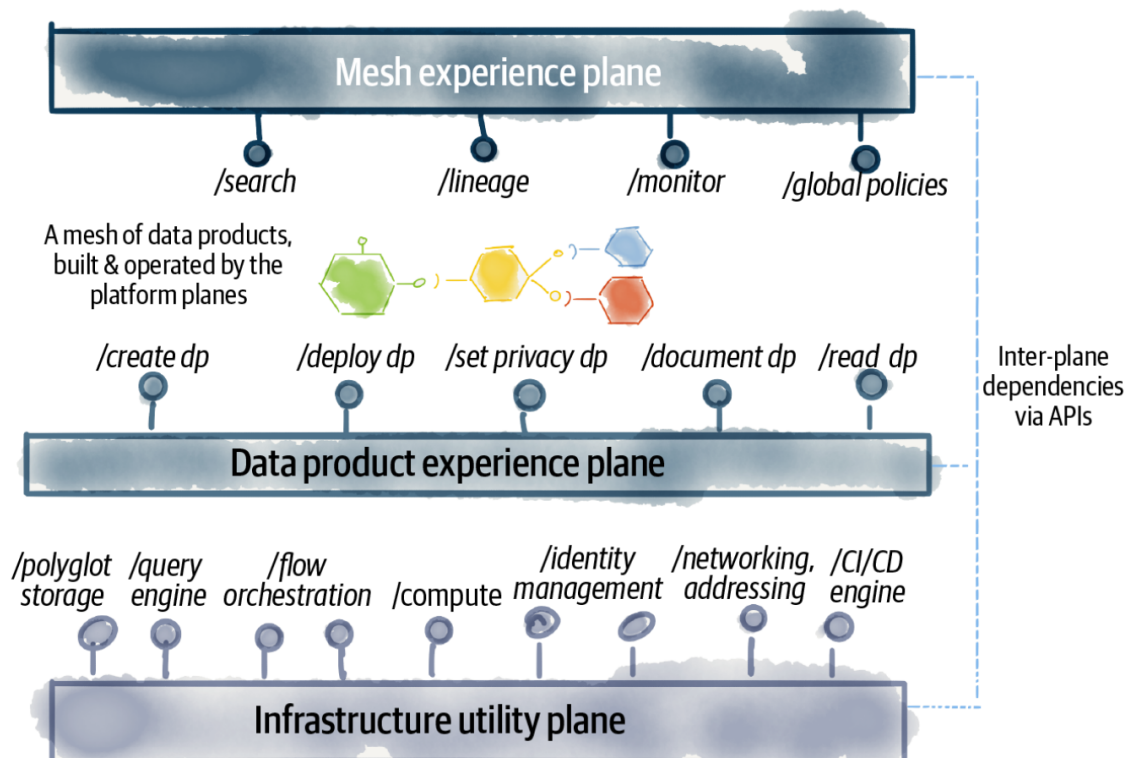 Mesh experience plane
/search
/lineage
/monitor
/global policies
A mesh of data products,
built & operated by the
platform planes
/create dp
/deploy dp
/set privacy dp
/document dp
/read dp
Inter-plane
dependencies
via APIs
Data product experience plane
/polyglot
storage
/query
engine
/flow
orchestration
/compute
/identity
management
/networking,
addressing
/CI/CD
engine
Infrastructure utility plane